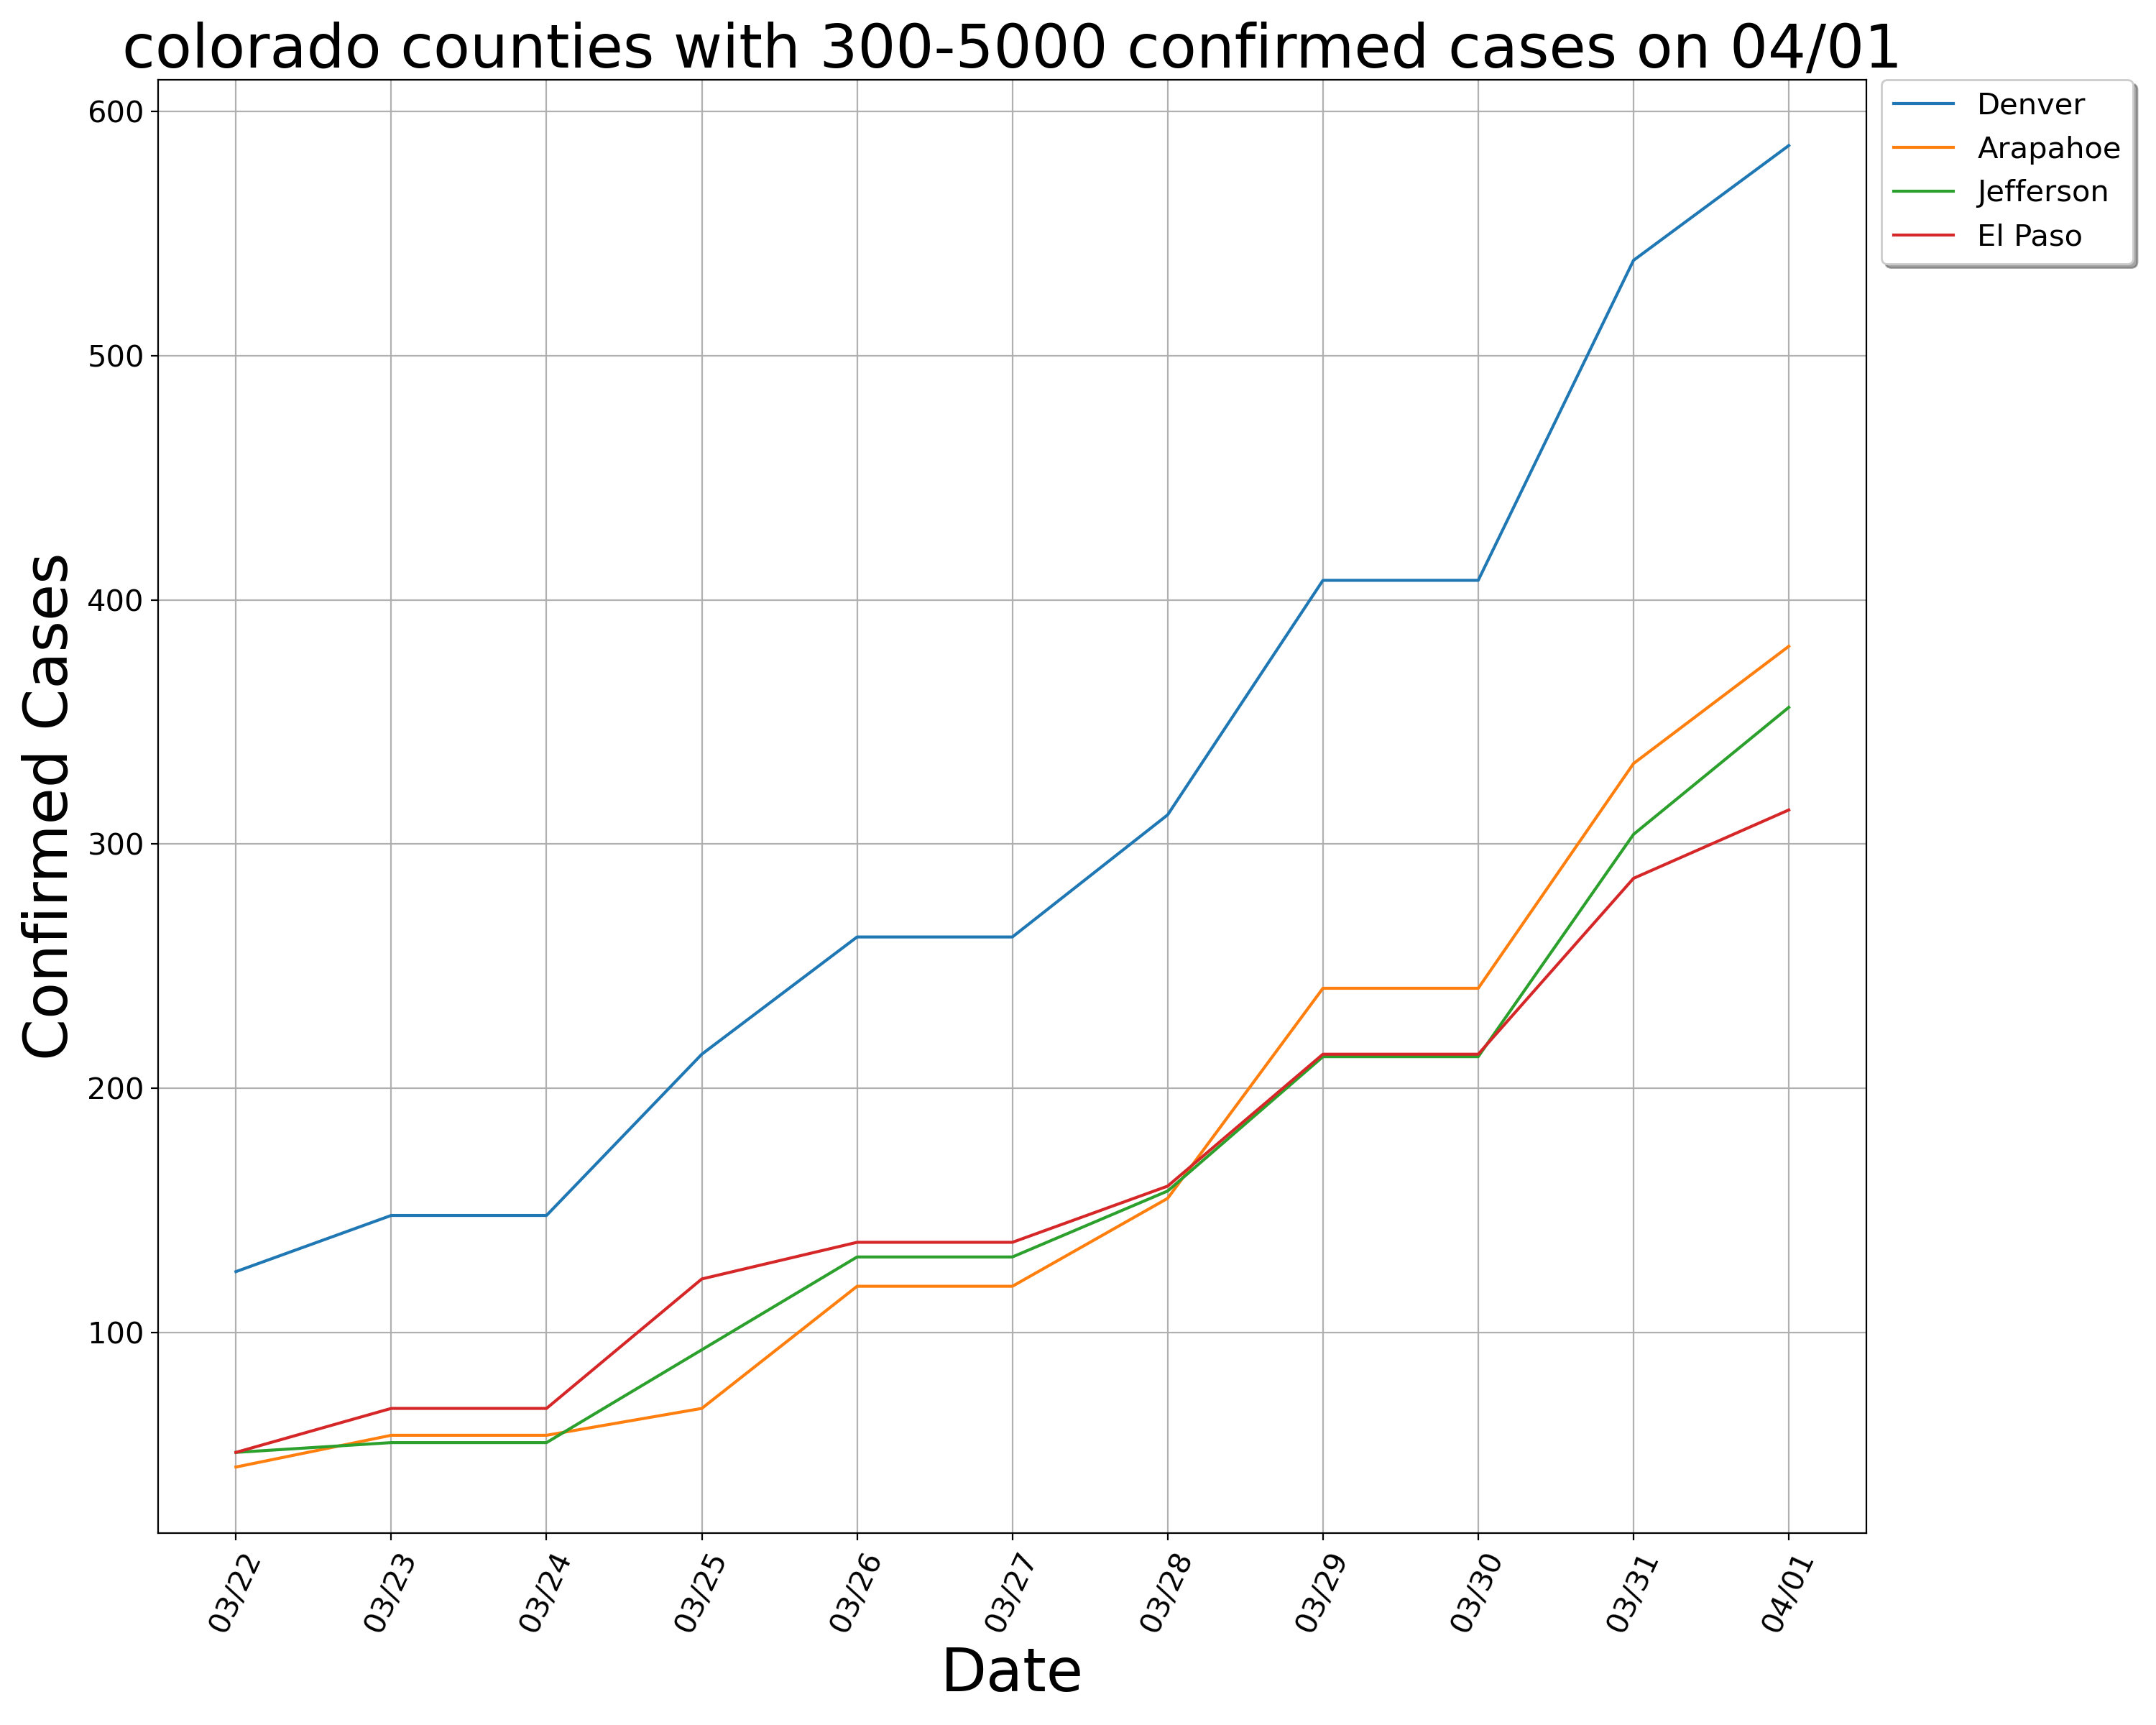 colorado counties with 300-5000 confirmed cases on 04/01
Denver
Arapahoe
Jefferson
El Paso
Confirmed Cases
600
500
400
300
200
100
03/22
03/23
03/24
03/25
03/26
03/27
03/28
03/29
03/30
03/31
04/01
Date